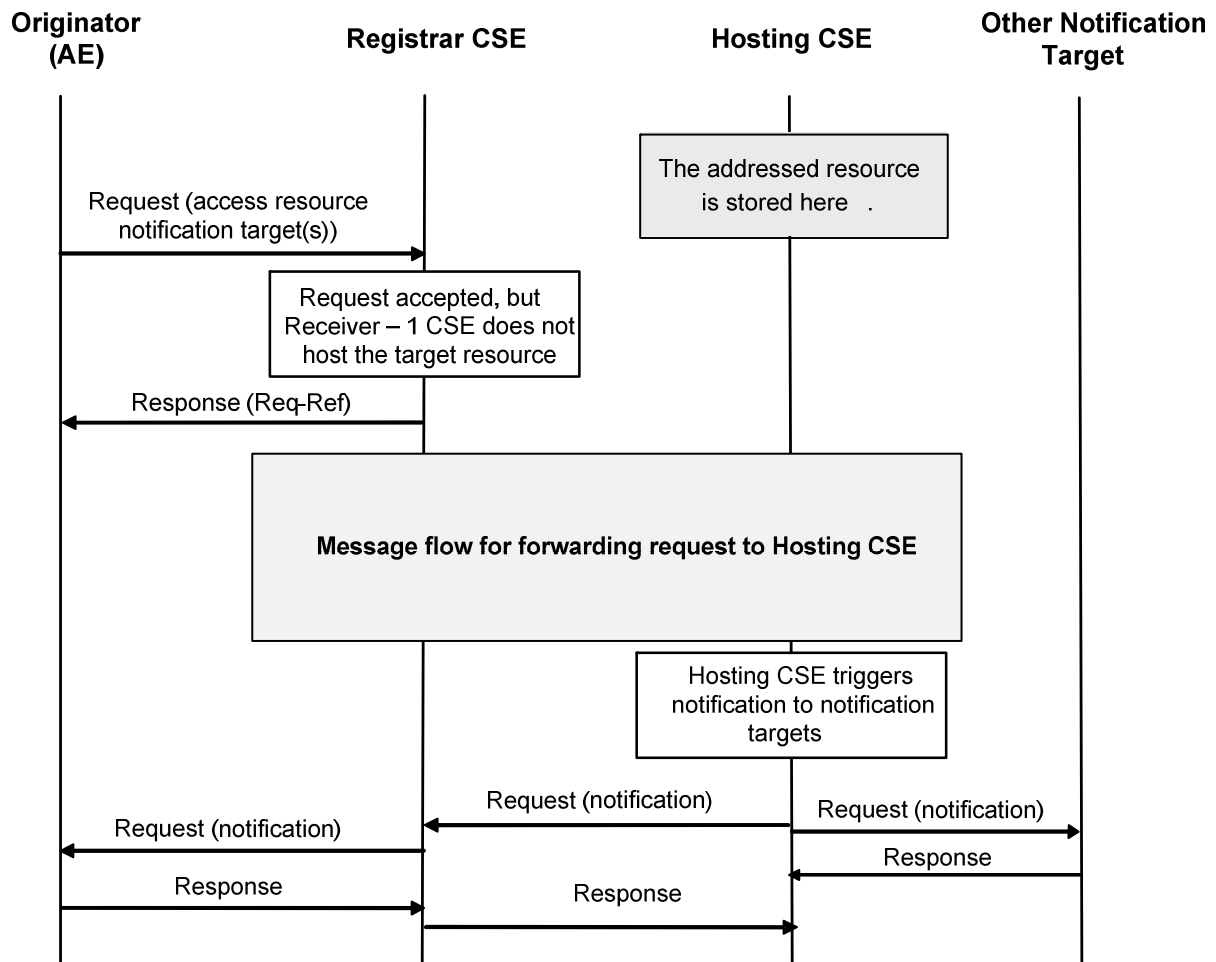 Originator
(AE)
Registrar CSE
Hosting CSE
Other Notification
Target
The addressed resource
is stored here .
Request (access resource
notification target(s))
Request accepted, but
Receiver – 1 CSE does not
host the target resource
Response (Req-Ref)
Message flow for forwarding request to Hosting CSE
Hosting CSE triggers
notification to notification
targets
Request (notification)
Request (notification)
Request (notification)
Response
Response
Response